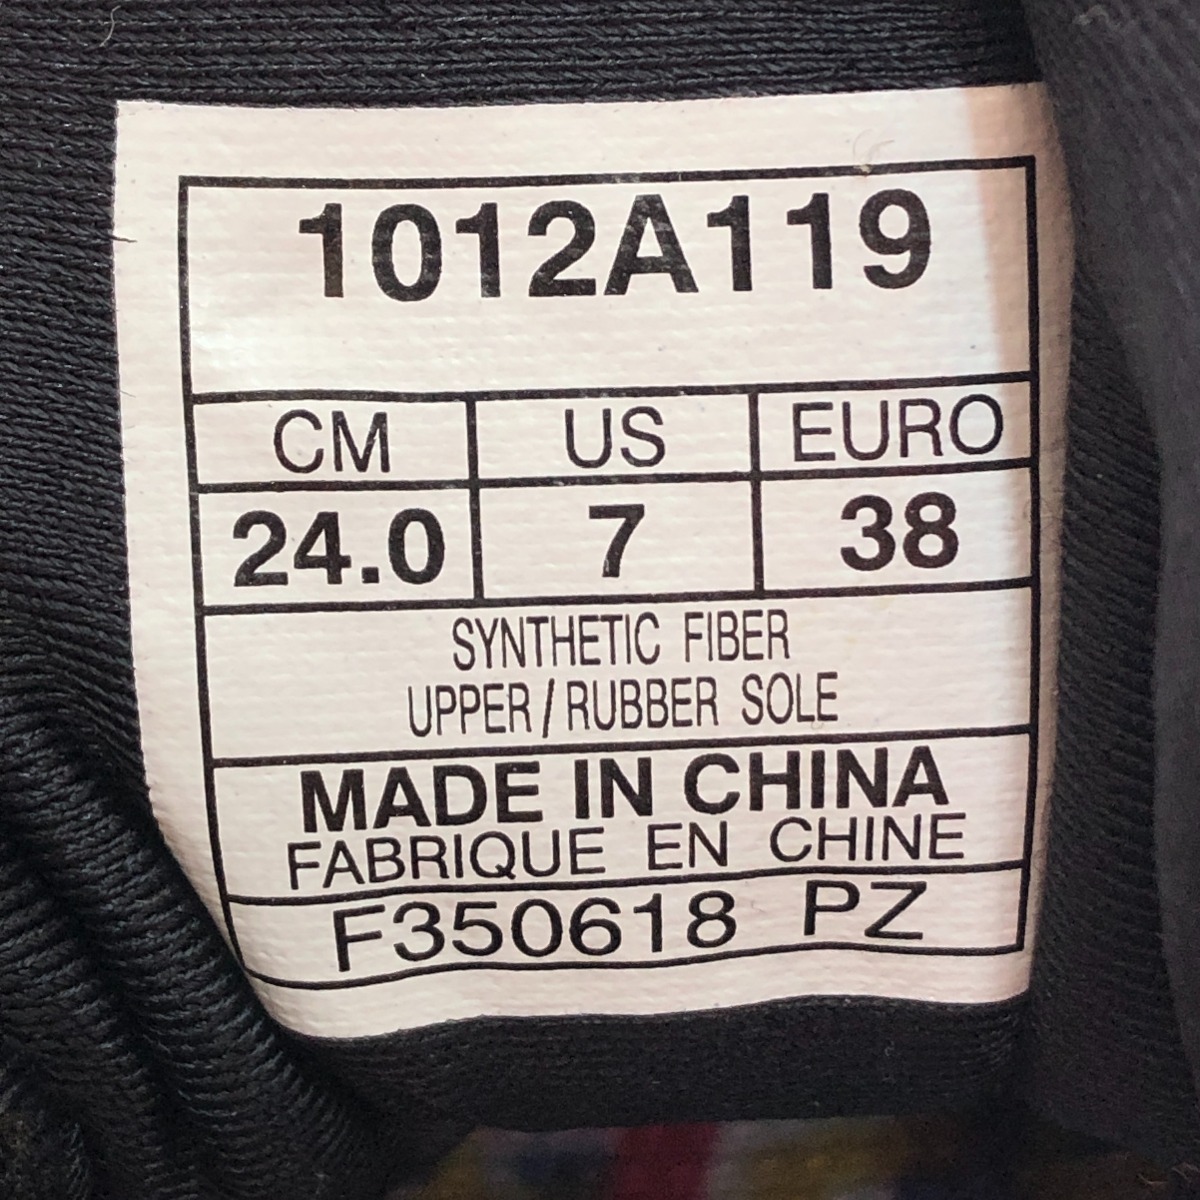 1012A119
CM US EURO
24.0 7 38
SYNTHETIC FIBER
UPPER/RUBBER SOLE
MADE IN CHINA
FABRIQUE EN CHINE
F350618 PZ